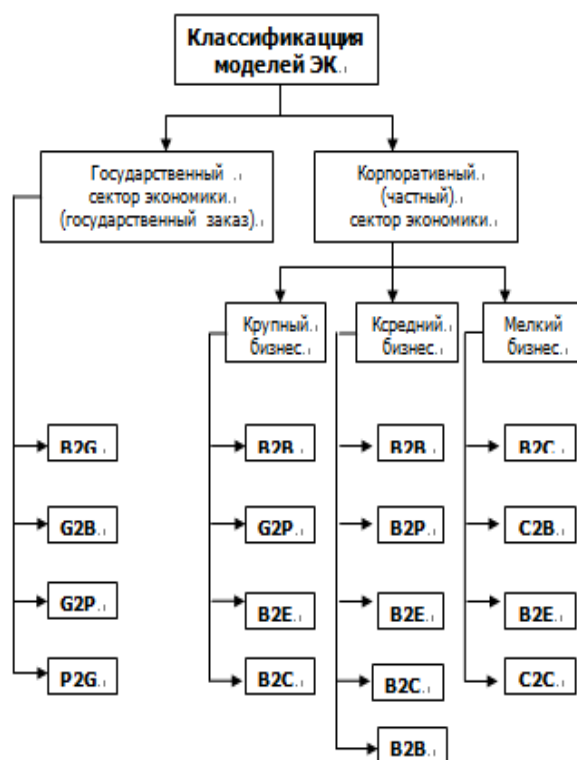 Классификацция
моделей ЭК.
Государственный .
сектор экономики.
(государственный заказ).
Корпоративный.
(частный).
сектор экономики.
Крупный.
бизнес.
Ксредний.
бизнес.
Мелкий
бизнес.
B2G.
G2B.
G2P.
P2G.
B2B.
G2P.
B2E.
B2C.
B2B.
B2P.
B2E.
B2C.
B2B.
B2C.
C2B.
B2E.
C2C.